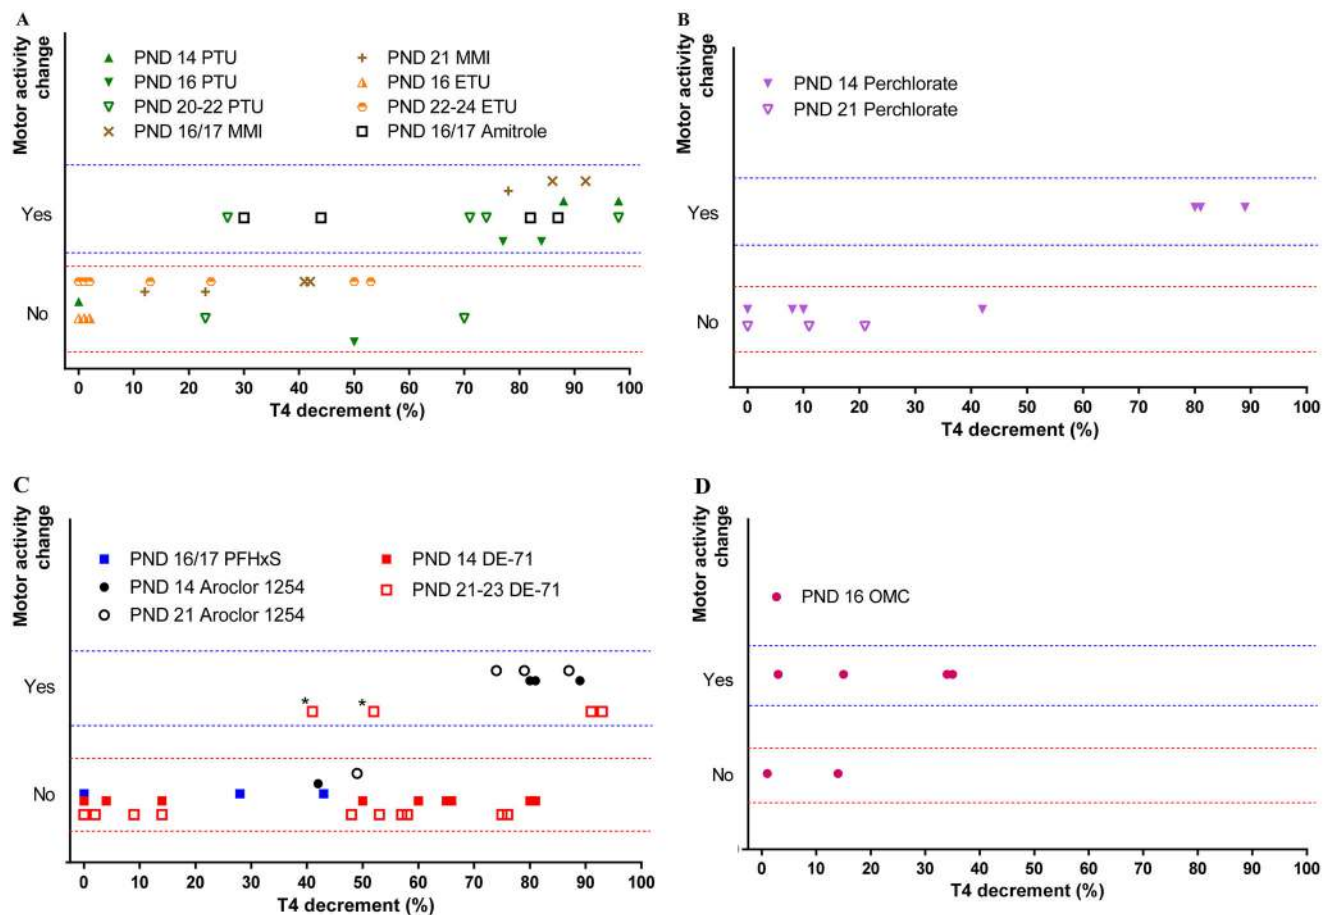 A
Motor activity
change
PND 14 PTU
PND 16 PTU
PND 20-22 PTU
PND 16/17 MMI
PND 21 MMI
PND 16 ETU
PND 22-24 ETU
PND 16/17 Amitrole
Yes
No
0 10 20 30 40 50 60 70 80 90 100
T4 decrement (%)
B
Motor activity
change
PND 14 Perchlorate
PND 21 Perchlorate
Yes
No
0 10 20 30 40 50 60 70 80 90 100
T4 decrement (%)
C
Motor activity
change
PND 16/17 PFHxS
PND 14 Aroclor 1254
PND 21 Aroclor 1254
PND 14 DE-71
PND 21-23 DE-71
Yes
* *
No
0 10 20 30 40 50 60 70 80 90 100
T4 decrement (%)
D
Motor activity
change
PND 16 OMC
Yes
No
0 10 20 30 40 50 60 70 80 90 100
T4 decrement (%)